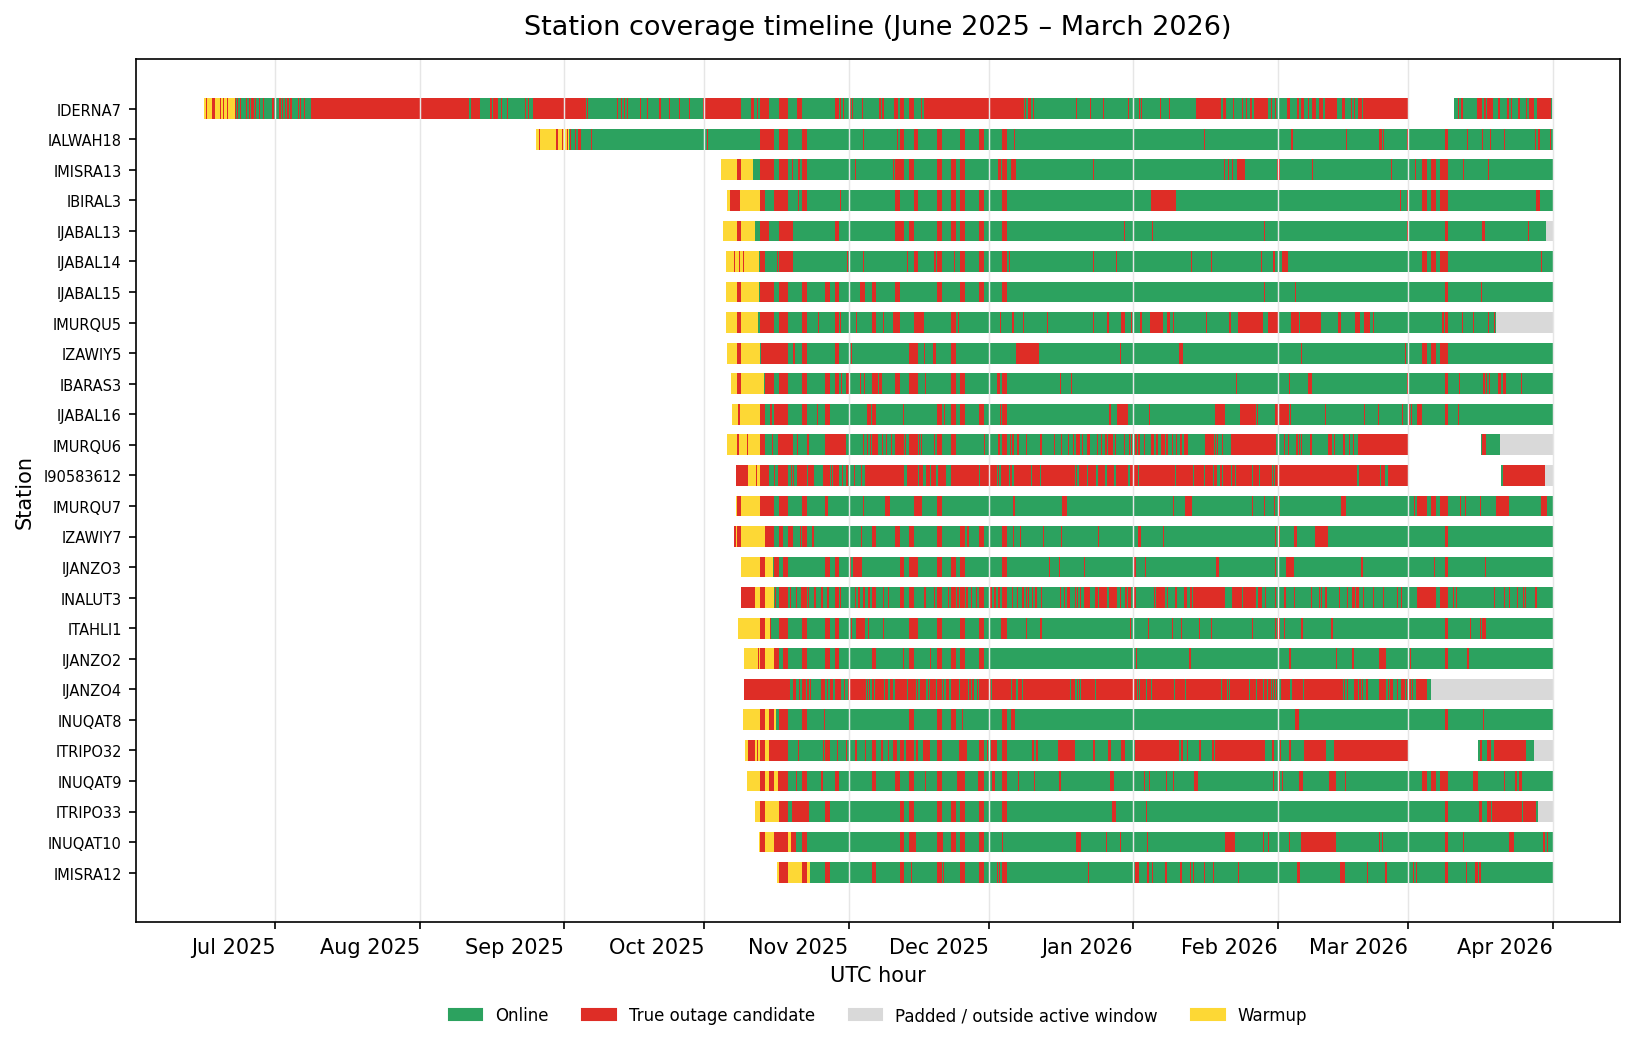 Station coverage timeline (June 2025 – March 2026)
Station
IDERNA7
IALWAH18
IMISRA13
IBIRAL3
IJABAL13
IJABAL14
IJABAL15
IMURQU5
IZAWIY5
IBARAS3
IJABAL16
IMURQU6
I90583612
IMURQU7
IZAWIY7
IJANZO3
INALUT3
ITAHLI1
IJANZO2
IJANZO4
INUQAT8
ITRIPO32
INUQAT9
ITRIPO33
INUQAT10
IMISRA12
Jul 2025 Aug 2025 Sep 2025 Oct 2025 Nov 2025 Dec 2025 Jan 2026 Feb 2026 Mar 2026 Apr 2026
UTC hour
Online True outage candidate Padded / outside active window Warmup